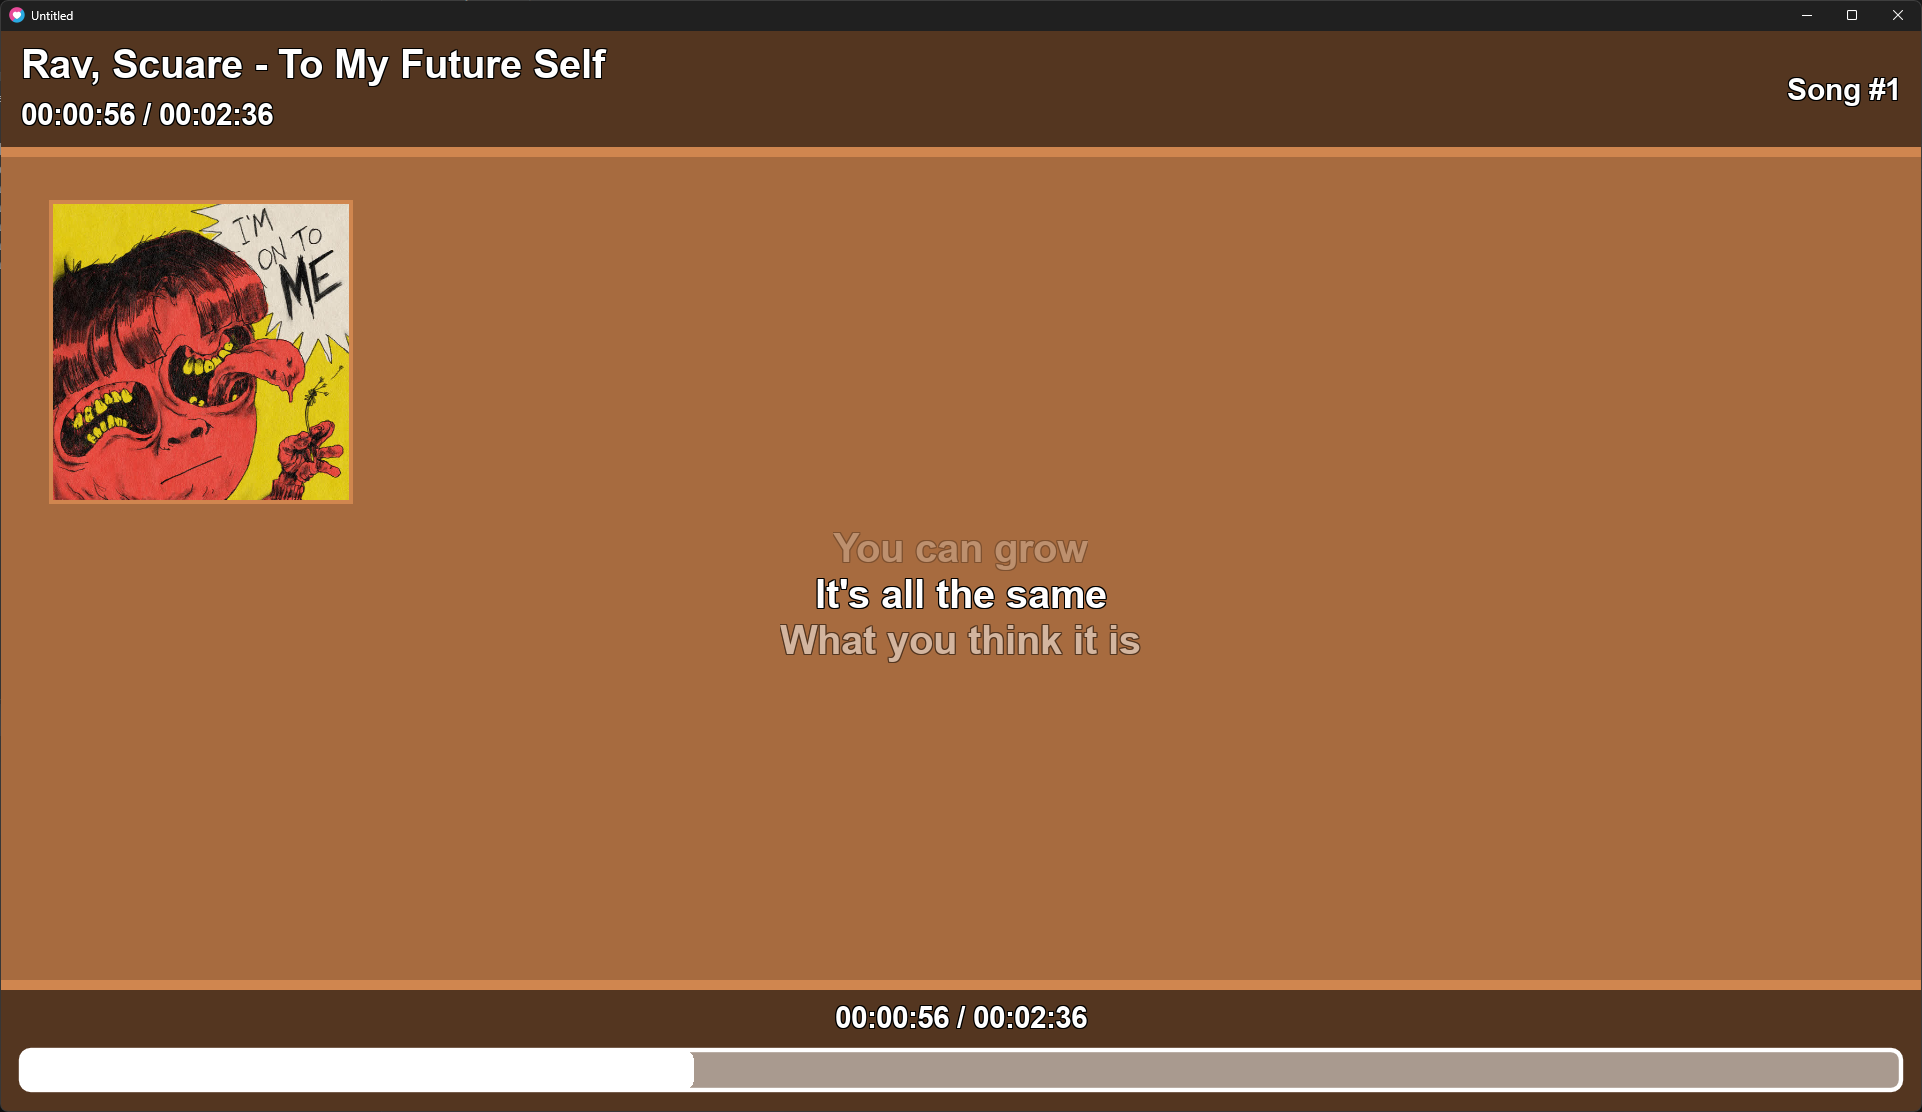 Untitled
Rav, Scuare - To My Future Self
00:00:56 / 00:02:36
Song #1
I'M
ON TO
ME
You can grow
It's all the same
What you think it is
00:00:56 / 00:02:36